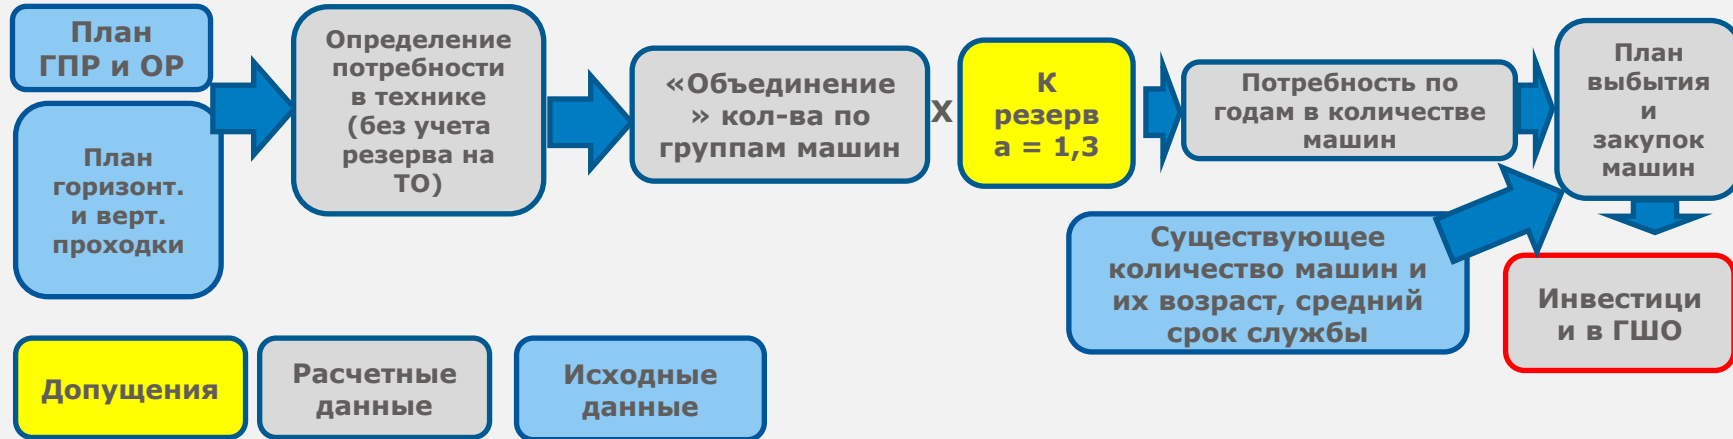 План
ГПР и ОР
План
горизонт.
и верт.
проходки
Определение
потребности
в технике
(без учета
резерва на
ТО)
«Объединение
» кол-ва по
группам машин
X
К
резерв
а = 1,3
Потребность по
годам в количестве
машин
План
выбытия
и
закупок
машин
Существующее
количество машин и
их возраст, средний
срок службы
Инвестици
и в ГШО
Допущения
Расчетные
данные
Исходные
данные